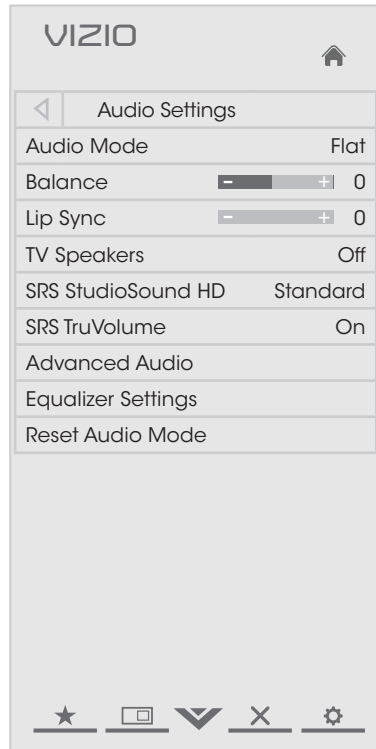 VIZIO
Audio Settings
Audio Mode Flat
Balance - + 0
Lip Sync - + 0
TV Speakers Off
SRS StudioSound HD Standard
SRS TruVolume On
Advanced Audio
Equalizer Settings
Reset Audio Mode